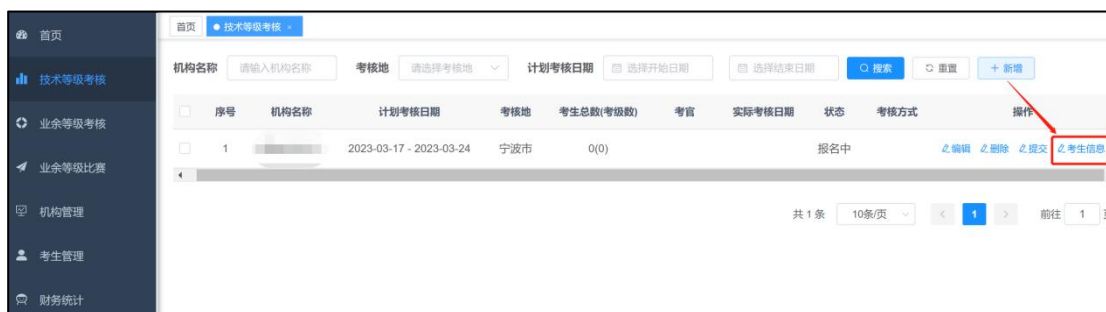 首页
技术等级考核
业余等级考核
业余等级比赛
机构管理
考生管理
财务统计
首页 技术等级考核 ×
机构名称 请输入机构名称 考核地 请选择考核地 计划考核日期 选择开始日期 选择结束日期 搜索 重置 + 新增
序号 机构名称 计划考核日期 考核地 考生总数(考级数) 考官 实际考核日期 状态 考核方式 操作
1 2023-03-17 - 2023-03-24 宁波市 0(0) 报名中 编辑 删除 提交 考生信息
共 1 条 10条/页 < 1 > 前往 1